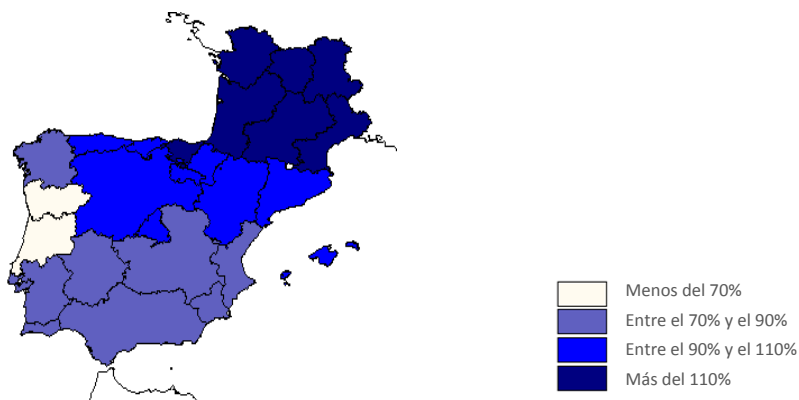 Menos del 70%
Entre el 70% y el 90%
Entre el 90% y el 110%
Más del 110%